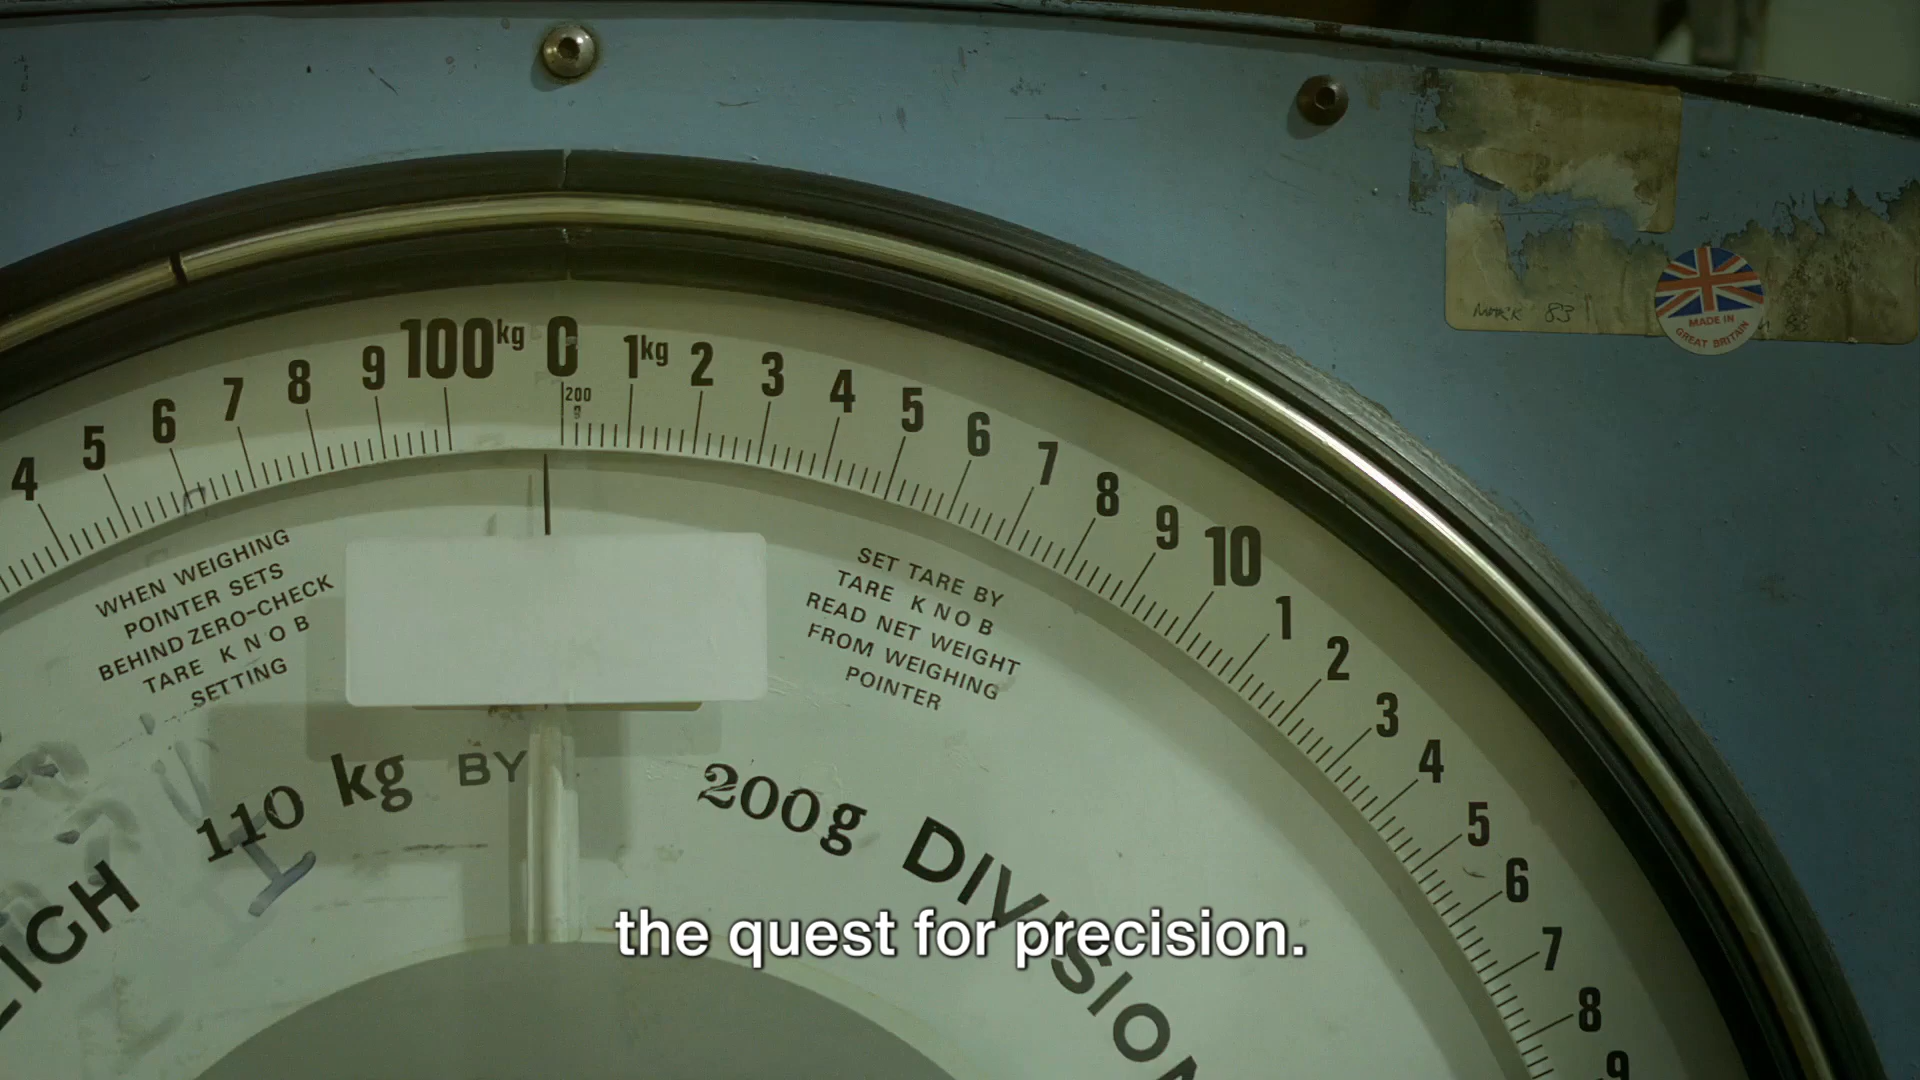 4 5 6 7 8 9 100kg 0 1kg 2 3 4 5 6 7 8 9 10 1 2 3 4 5 6 7 8 9
200
g
MADE IN
GREAT BRITAIN
MARK 83
WHEN WEIGHING
POINTER SETS
BEHIND ZERO-CHECK
TARE KNOB
SETTING
SET TARE BY
TARE KNOB
READ NET WEIGHT
FROM WEIGHING
POINTER
EIGH 110 kg BY 200g DIVISION
the quest for precision.